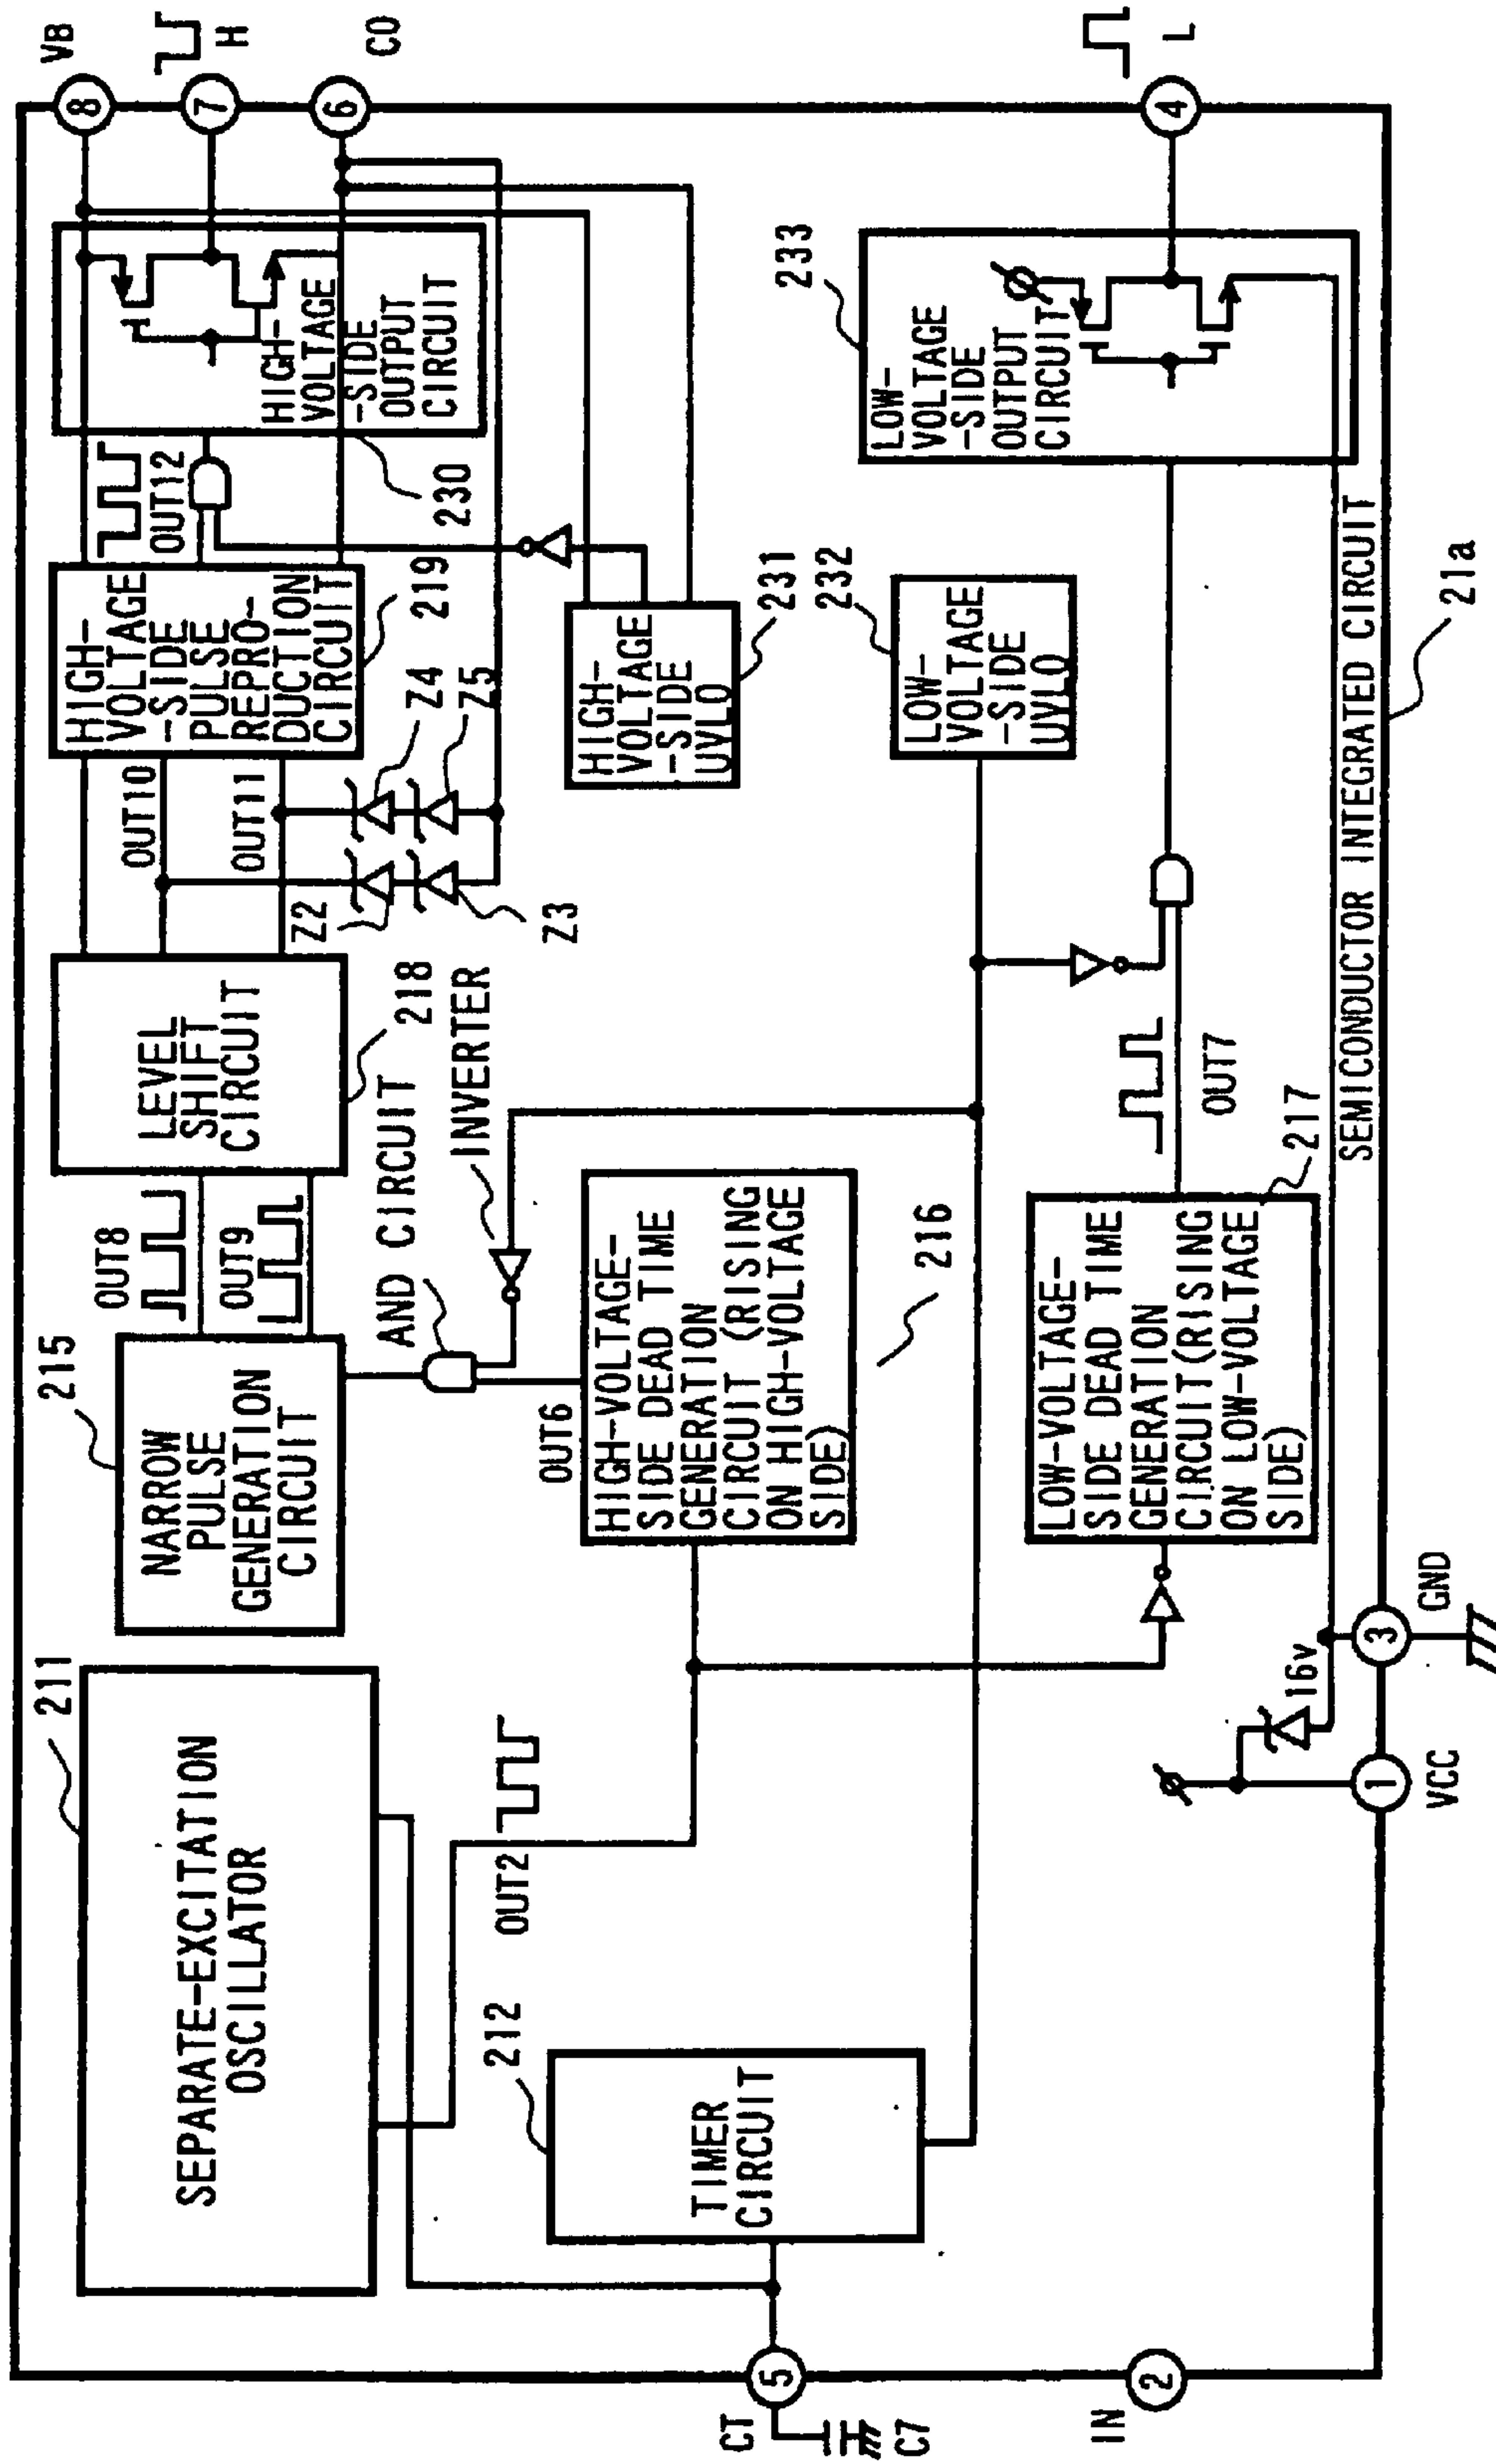 211
SEPARATE-EXCITATION
OSCILLATOR
215
NARROW
PULSE
GENERATION
CIRCUIT
OUT8
OUT9
LEVEL
SHIFT
CIRCUIT
218
OUT10
OUT11
HIGH-
VOLTAGE
-SIDE
PULSE
REPRO-
DUCTION
CIRCUIT
219
OUT12
HIGH-
VOLTAGE
-SIDE
OUTPUT
CIRCUIT
230
VB
8
H
7
CO
6
Z2
Z3
Z4
Z5
AND CIRCUIT
INVERTER
OUT2
OUT6
HIGH-VOLTAGE-
SIDE DEAD TIME
GENERATION
CIRCUIT (RISING
ON HIGH-VOLTAGE
SIDE)
216
HIGH-
VOLTAGE
-SIDE
UVLO
231
232
LOW-
VOLTAGE
-SIDE
UVLO
233
LOW-
VOLTAGE
-SIDE
OUTPUT
CIRCUIT
4
L
212
TIMER
CIRCUIT
5
CT
C7
2
IN
LOW-VOLTAGE-
SIDE DEAD TIME
GENERATION
CIRCUIT(RISING
ON LOW-VOLTAGE
SIDE)
217
OUT7
16v
1
VCC
3
GND
SEMICONDUCTOR INTEGRATED CIRCUIT
21a